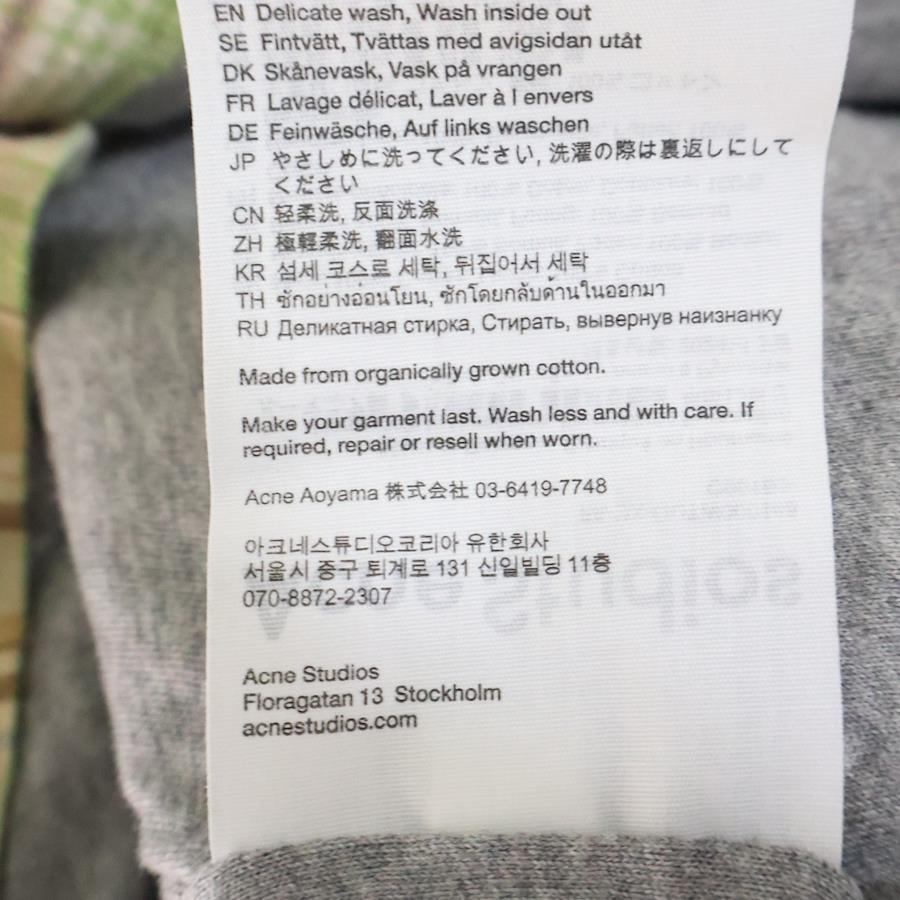 EN Delicate wash, Wash inside out
SE Fintvätt, Tvättas med avigsidan utåt
DK Skånevask, Vask på vrangen
FR Lavage délicat, Laver à l envers
DE Feinwäsche, Auf links waschen
JP やさしめに洗ってください, 洗濯の際は裏返しにして
ください
CN 轻柔洗, 反面洗涤
ZH 極輕柔洗, 翻面水洗
KR 섬세 코스로 세탁, 뒤집어서 세탁
TH ซักอย่างอ่อนโยน, ซักโดยกลับด้านในออกมา
RU Деликатная стирка, Стирать, вывернув наизнанку
Made from organically grown cotton.
Make your garment last. Wash less and with care. If
required, repair or resell when worn.
Acne Aoyama 株式会社 03-6419-7748
아크네스튜디오코리아 유한회사
서울시 중구 퇴계로 131 신일빌딩 11층
070-8872-2307
Acne Studios
Floragatan 13 Stockholm
acnestudios.com